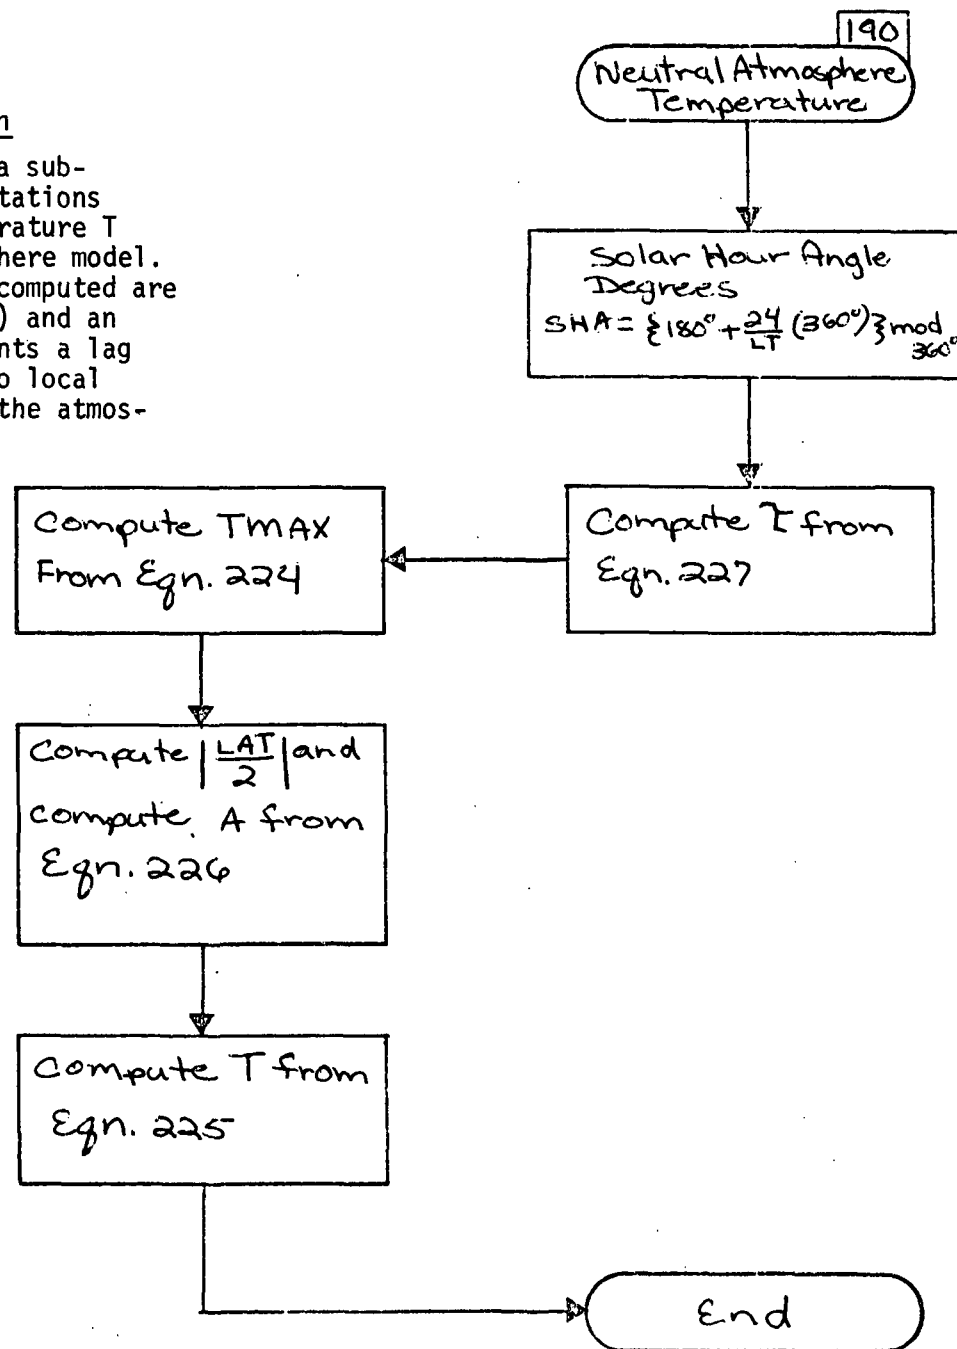 190
Neutral Atmosphere
Temperature
a sub-
tations
rature T
here model.
computed are
) and an
nts a lag
o local
the atmos-
Solar Hour Angle
Degrees
SHA = {180° + 24/LT (360°)} mod 360°
Compute τ from
Eqn. 227
Compute TMAX
From Eqn. 224
Compute |LAT/2| and
compute A from
Eqn. 226
Compute T from
Eqn. 225
End